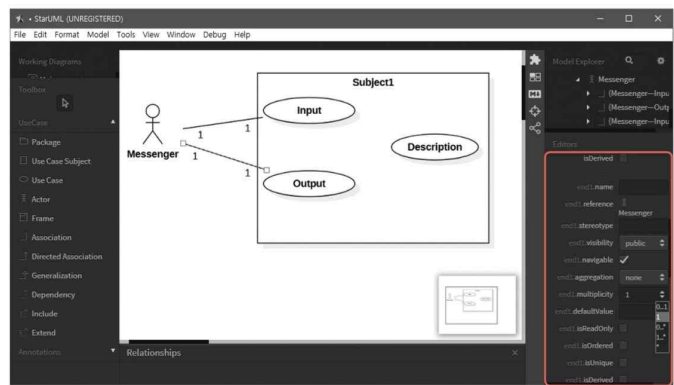 • StarUML (UNREGISTERED)
File Edit Format Model Tools View Window Debug Help
Working Diagrams
Toolbox
UseCase
Package
Use Case Subject
Use Case
Actor
Frame
Association
Directed Association
Generalization
Dependency
Include
Extend
Annotations
Subject1
Input
1 1
Messenger
1
Description
1
Output
Relationships
Model Explorer
Messenger
(Messenger—Inpu
(Messenger—Outp
(Messenger—Inpu
Editors
isDerived
end1.name
end1.reference
Messenger
end1.stereotype
end1.visibility public
end1.navigable
end1.aggregation none
end1.multiplicity 1
0..1
end1.defaultValue
1
0..*
end1.isReadOnly
1..*
end1.isOrdered
*
end1.isUnique
end1.isDerived